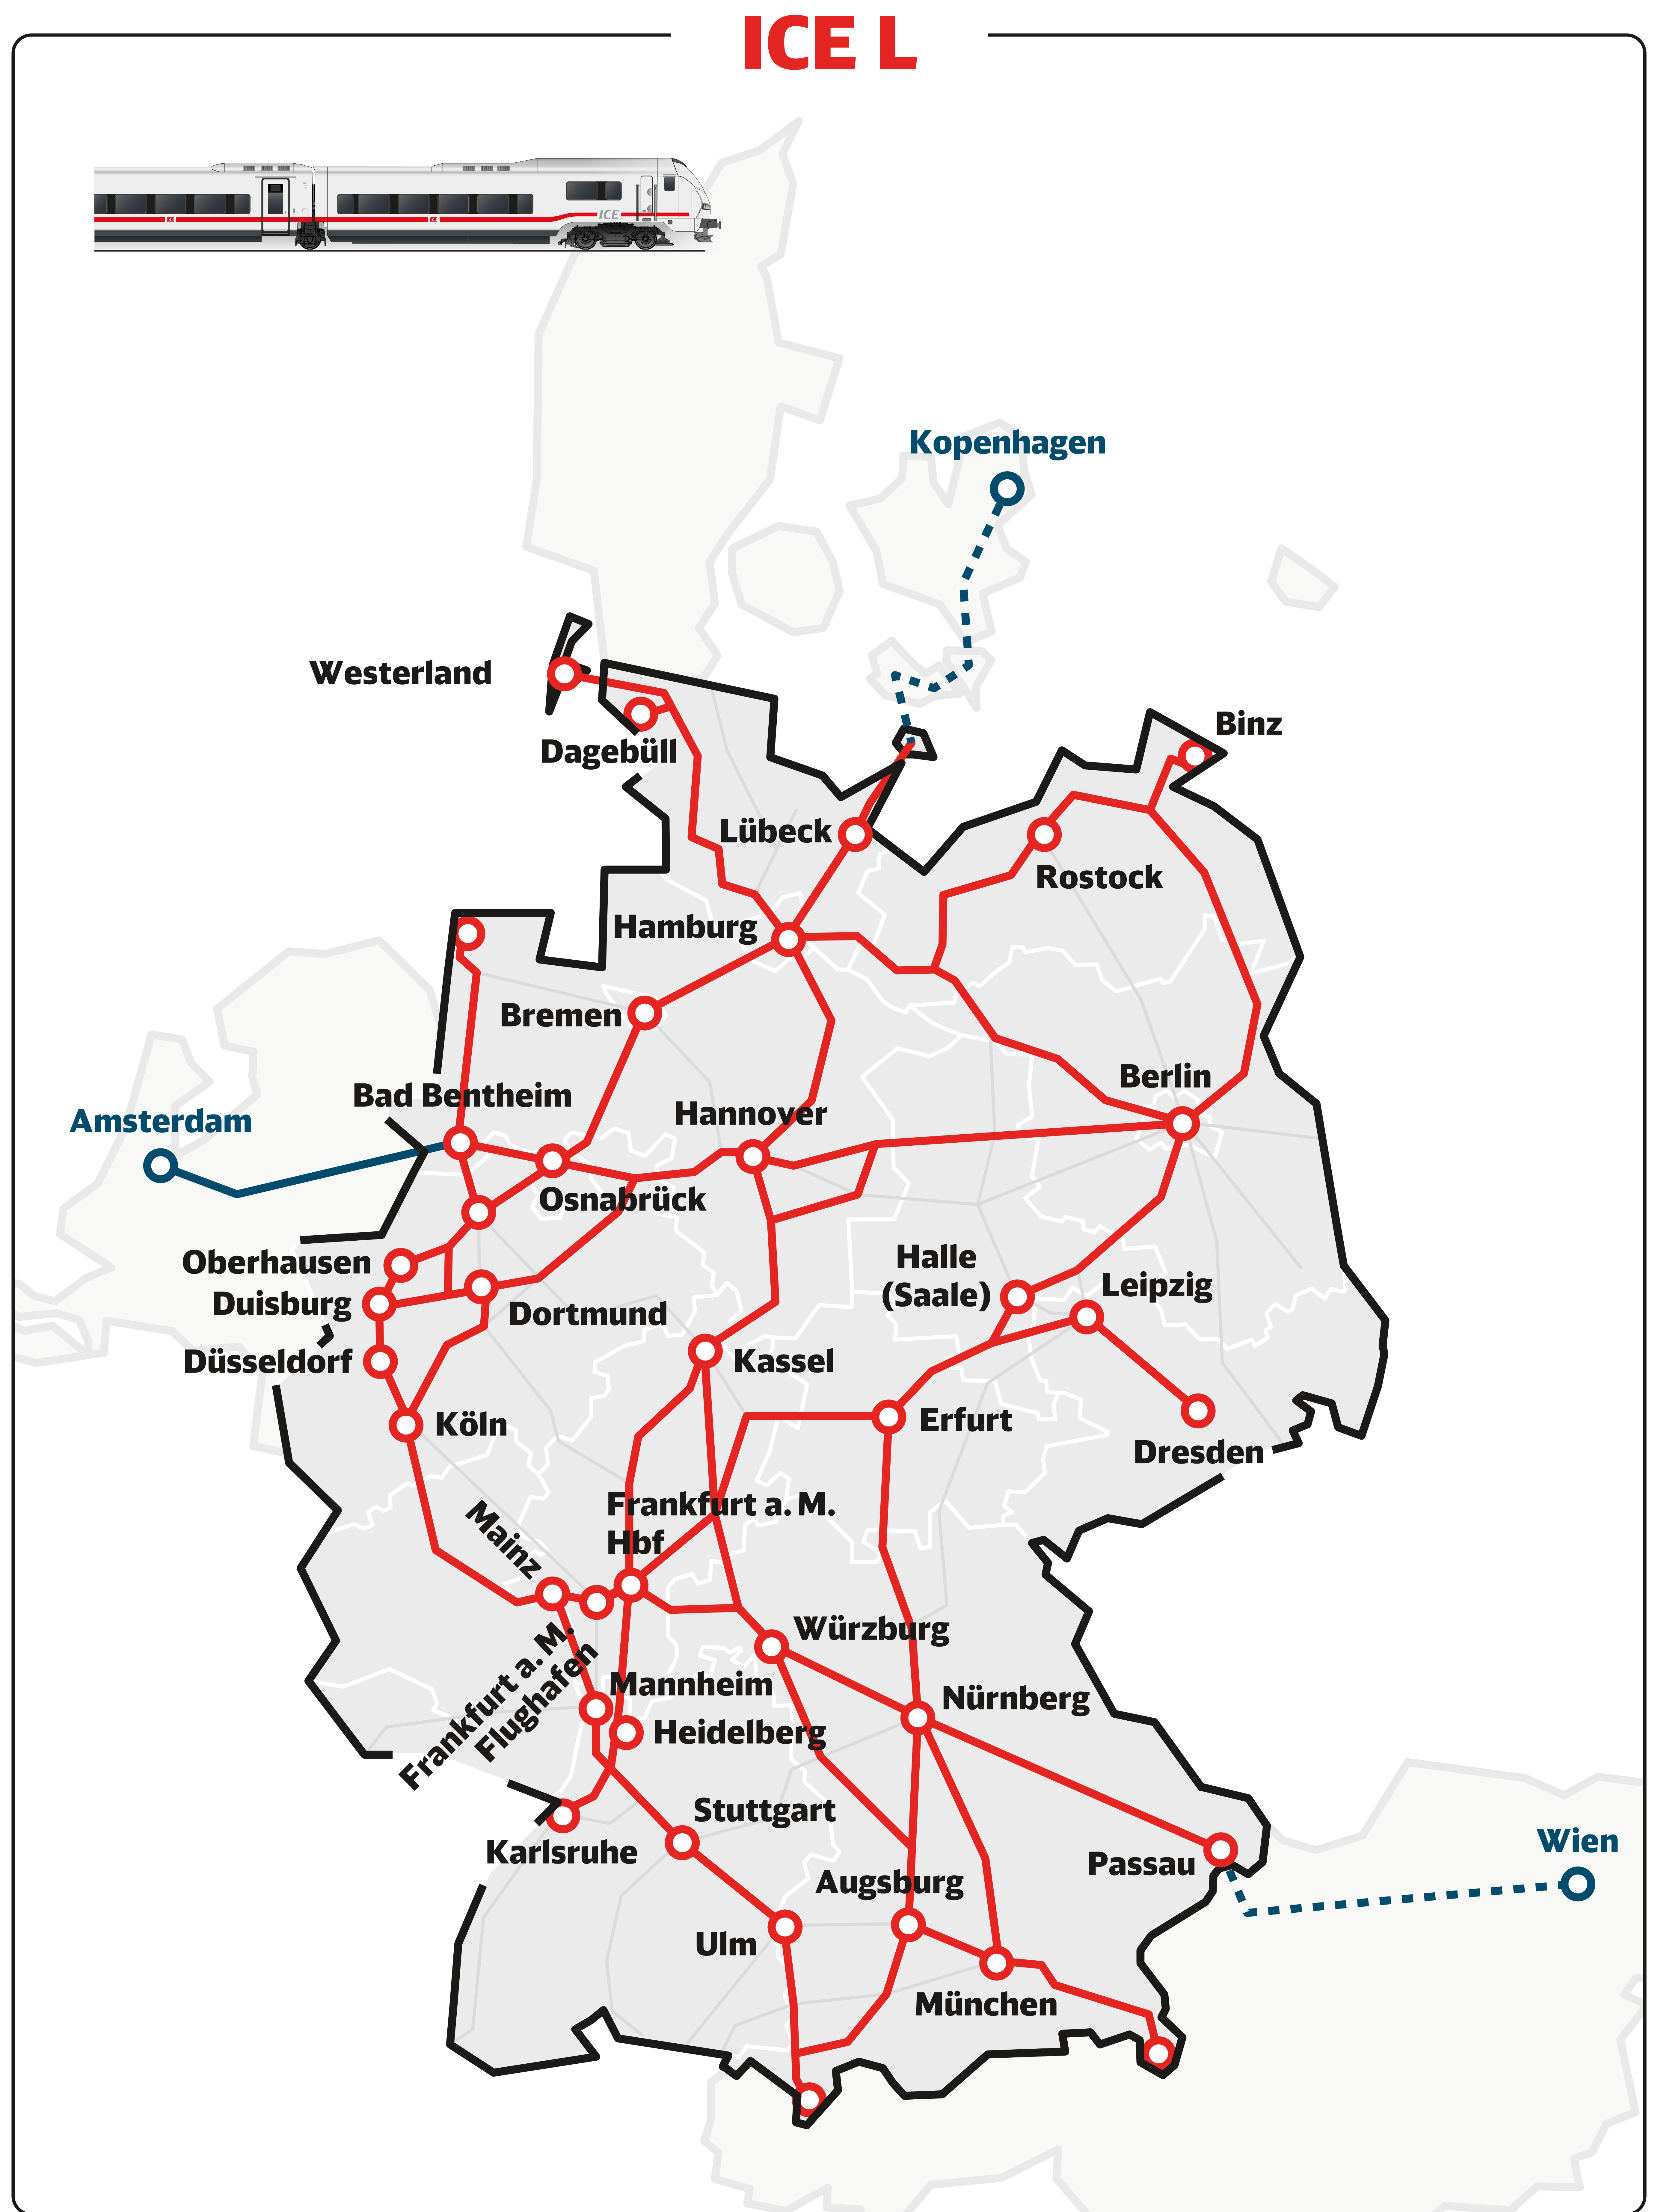 ICE L
ICE
Kopenhagen
Westerland
Binz
Dagebüll
Lübeck
Rostock
Hamburg
Bremen
Berlin
Bad Bentheim
Amsterdam
Hannover
Osnabrück
Oberhausen
Halle
(Saale)
Leipzig
Duisburg
Dortmund
Düsseldorf
Kassel
Köln
Erfurt
Dresden
Frankfurt a. M.
Hbf
Mainz
Würzburg
Frankfurt a. M.
Flughafen
Mannheim
Nürnberg
Heidelberg
Stuttgart
Karlsruhe
Wien
Passau
Augsburg
Ulm
München